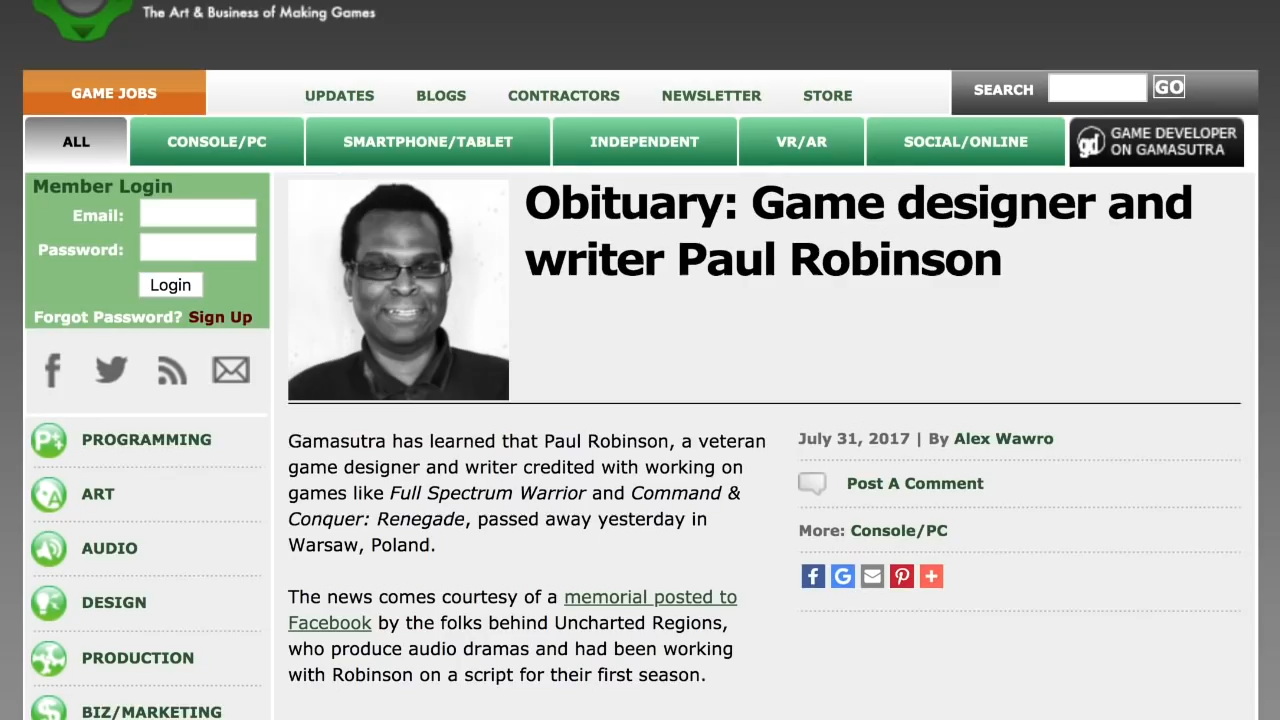 The Art & Business of Making Games
GAME JOBS
UPDATES
BLOGS
CONTRACTORS
NEWSLETTER
STORE
SEARCH
GO
ALL
CONSOLE/PC
SMARTPHONE/TABLET
INDEPENDENT
VR/AR
SOCIAL/ONLINE
gd
GAME DEVELOPER
ON GAMASUTRA
Member Login
Email:
Password:
Login
Forgot Password? Sign Up
PROGRAMMING
ART
AUDIO
DESIGN
PRODUCTION
BIZ/MARKETING
Obituary: Game designer and
writer Paul Robinson
Gamasutra has learned that Paul Robinson, a veteran
game designer and writer credited with working on
games like Full Spectrum Warrior and Command &
Conquer: Renegade, passed away yesterday in
Warsaw, Poland.
The news comes courtesy of a memorial posted to
Facebook by the folks behind Uncharted Regions,
who produce audio dramas and had been working
with Robinson on a script for their first season.
July 31, 2017 | By Alex Wawro
Post A Comment
More: Console/PC